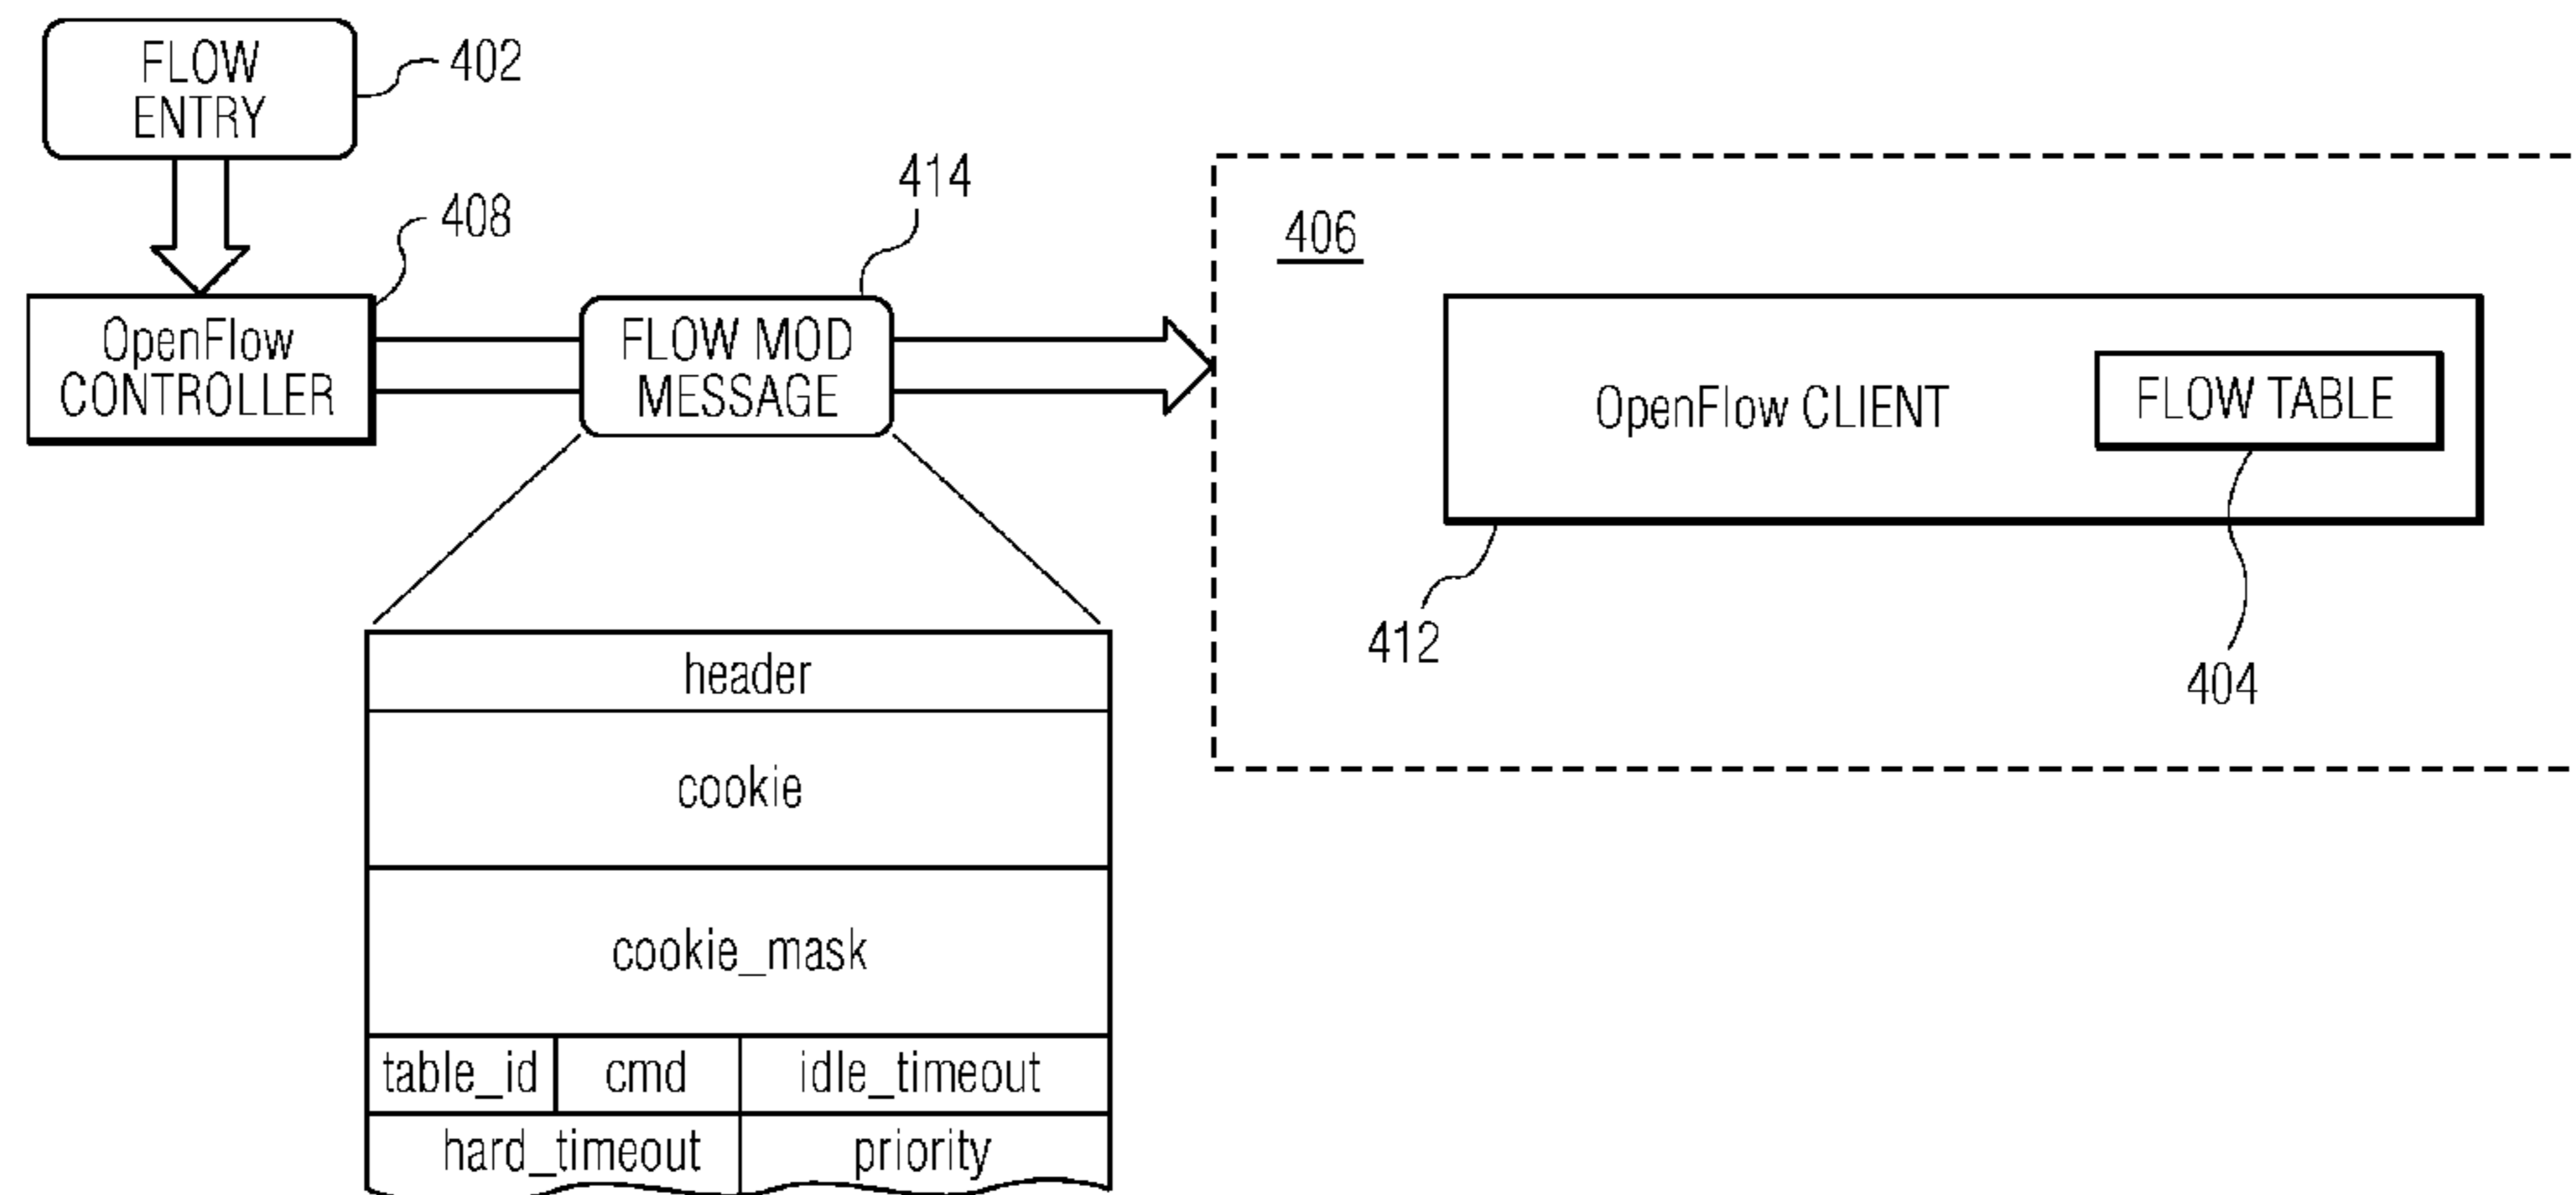 FLOW
ENTRY
402
408
414
406
OpenFlow
CONTROLLER
FLOW MOD
MESSAGE
OpenFlow CLIENT
FLOW TABLE
412
404
header
cookie
cookie_mask
table_id cmd idle_timeout
hard_timeout priority